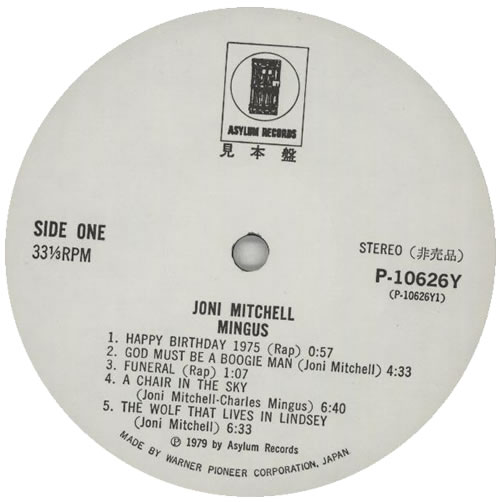 ASYLUM RECORDS
見本盤
SIDE ONE
33⅓RPM
STEREO (非売品)
P-10626Y
(P-10626Y1)
JONI MITCHELL
MINGUS
1. HAPPY BIRTHDAY 1975 (Rap) 0:57
2. GOD MUST BE A BOOGIE MAN (Joni Mitchell) 4:33
3. FUNERAL (Rap) 1:07
4. A CHAIR IN THE SKY
(Joni Mitchell-Charles Mingus) 6:40
5. THE WOLF THAT LIVES IN LINDSEY
(Joni Mitchell) 6:33
Ⓟ 1979 by Asylum Records
MADE BY WARNER PIONEER CORPORATION, JAPAN.